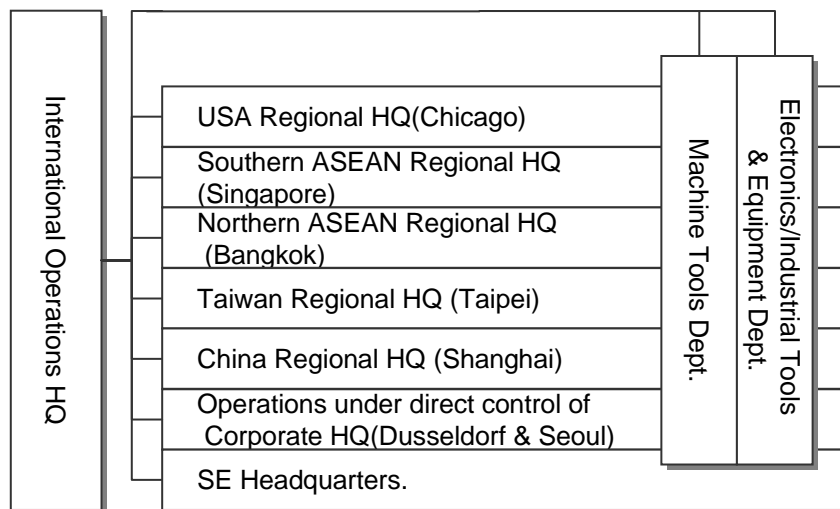 International Operations HQ
USA Regional HQ(Chicago)
Southern ASEAN Regional HQ
(Singapore)
Northern ASEAN Regional HQ
(Bangkok)
Taiwan Regional HQ (Taipei)
China Regional HQ (Shanghai)
Operations under direct control of
Corporate HQ(Dusseldorf & Seoul)
SE Headquarters.
Machine Tools Dept.
Electronics/Industrial Tools
& Equipment Dept.